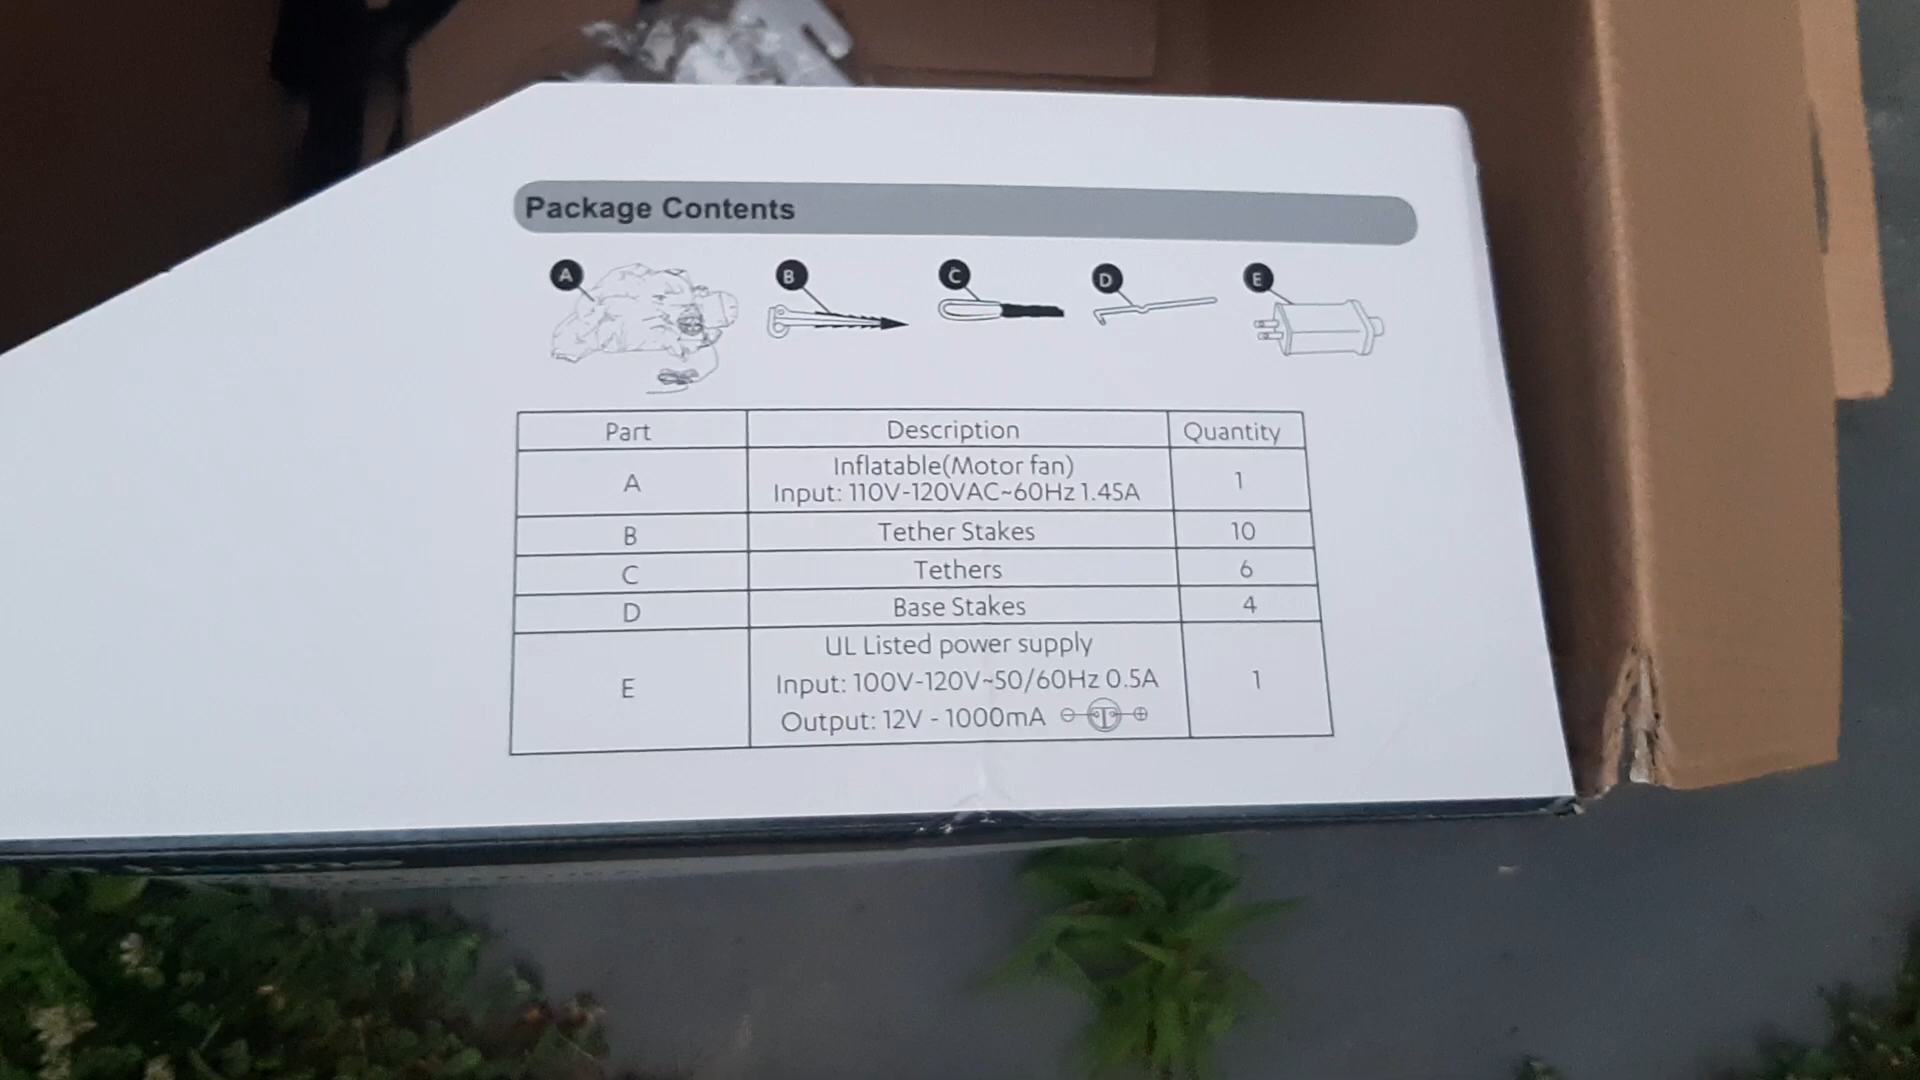 Package Contents
A B C D E
Part Description Quantity
A Inflatable(Motor fan) 1
Input: 110V-120VAC~60Hz 1.45A
B Tether Stakes 10
C Tethers 6
D Base Stakes 4
UL Listed power supply
E Input: 100V-120V~50/60Hz 0.5A 1
Output: 12V - 1000mA